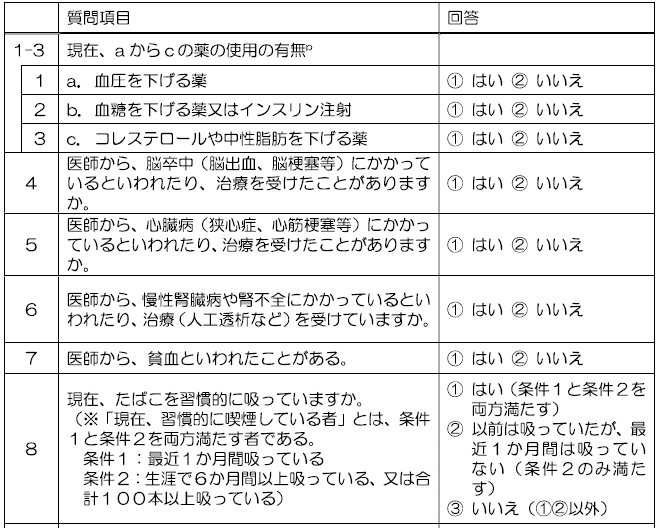 質問項目 回答
1-3 現在、aからcの薬の使用の有無ᵖ
1 a. 血圧を下げる薬 ① はい ② いいえ
2 b. 血糖を下げる薬又はインスリン注射 ① はい ② いいえ
3 c. コレステロールや中性脂肪を下げる薬 ① はい ② いいえ
医師から、脳卒中（脳出血、脳梗塞等）にかかって
4 いるといわれたり、治療を受けたことがあります ① はい ② いいえ
か。
医師から、心臓病（狭心症、心筋梗塞等）にかかっ
5 ているといわれたり、治療を受けたことがあります ① はい ② いいえ
か。
6 医師から、慢性腎臓病や腎不全にかかっているとい ① はい ② いいえ
われたり、治療（人工透析など）を受けていますか。
7 医師から、貧血といわれたことがある。 ① はい ② いいえ
8 現在、たばこを習慣的に吸っていますか。
（※「現在、習慣的に喫煙している者」とは、条件
１と条件２を両方満たす者である。
条件１：最近１か月間吸っている
条件２：生涯で６か月間以上吸っている、又は合
計１００本以上吸っている）
① はい（条件１と条件２を
両方満たす）
② 以前は吸っていたが、最
近１か月間は吸ってい
ない（条件２のみ満た
す）
③ いいえ（①②以外）